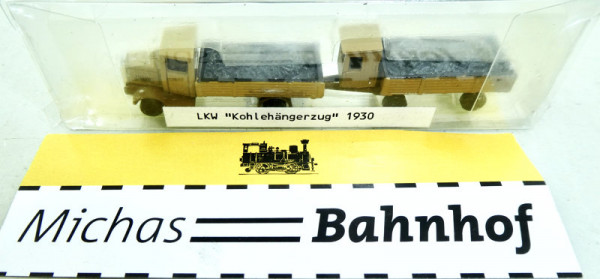 LKW "Kohlehängerzug" 1930
Michas Bahnhof